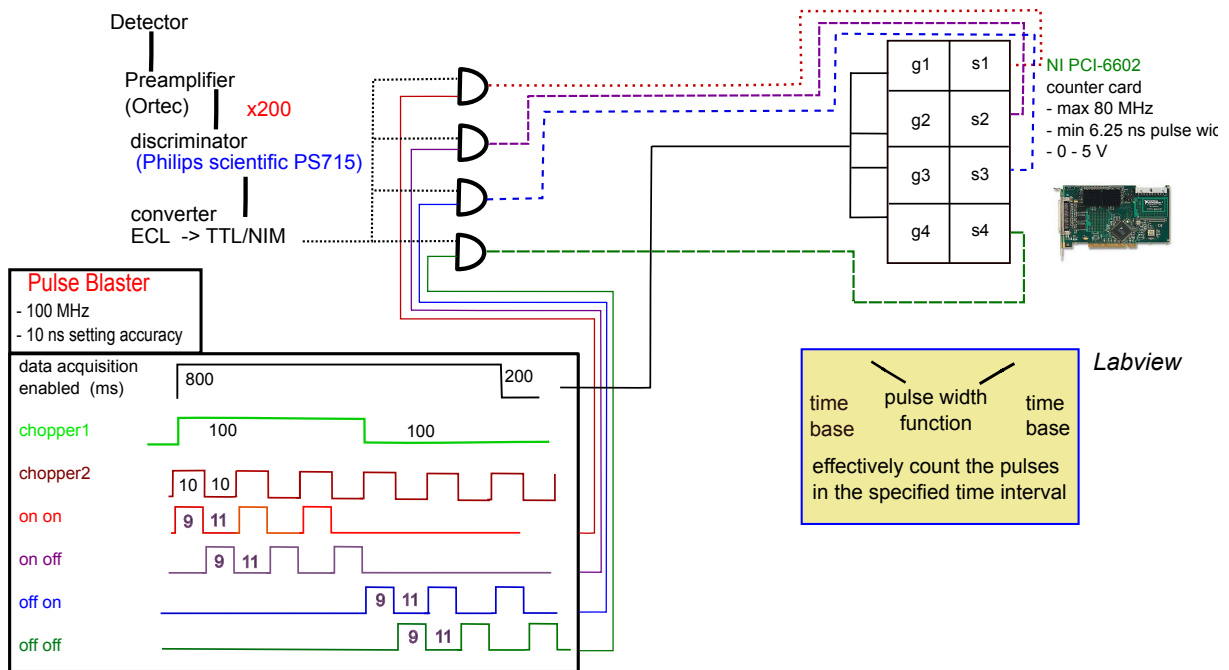 Detector
Preamplifier
(Ortec)
x200
discriminator
(Philips scientific PS715)
converter
ECL -> TTL/NIM
g1 s1
g2 s2
g3 s3
g4 s4
NI PCI-6602
counter card
- max 80 MHz
- min 6.25 ns pulse wid
- 0 - 5 V
Pulse Blaster
- 100 MHz
- 10 ns setting accuracy
data acquisition
enabled (ms)
800 200
chopper1
100 100
chopper2
10 10
on on
9 11
on off
9 11
off on
9 11
off off
9 11
Labview
time
base
pulse width
function
time
base
effectively count the pulses
in the specified time interval